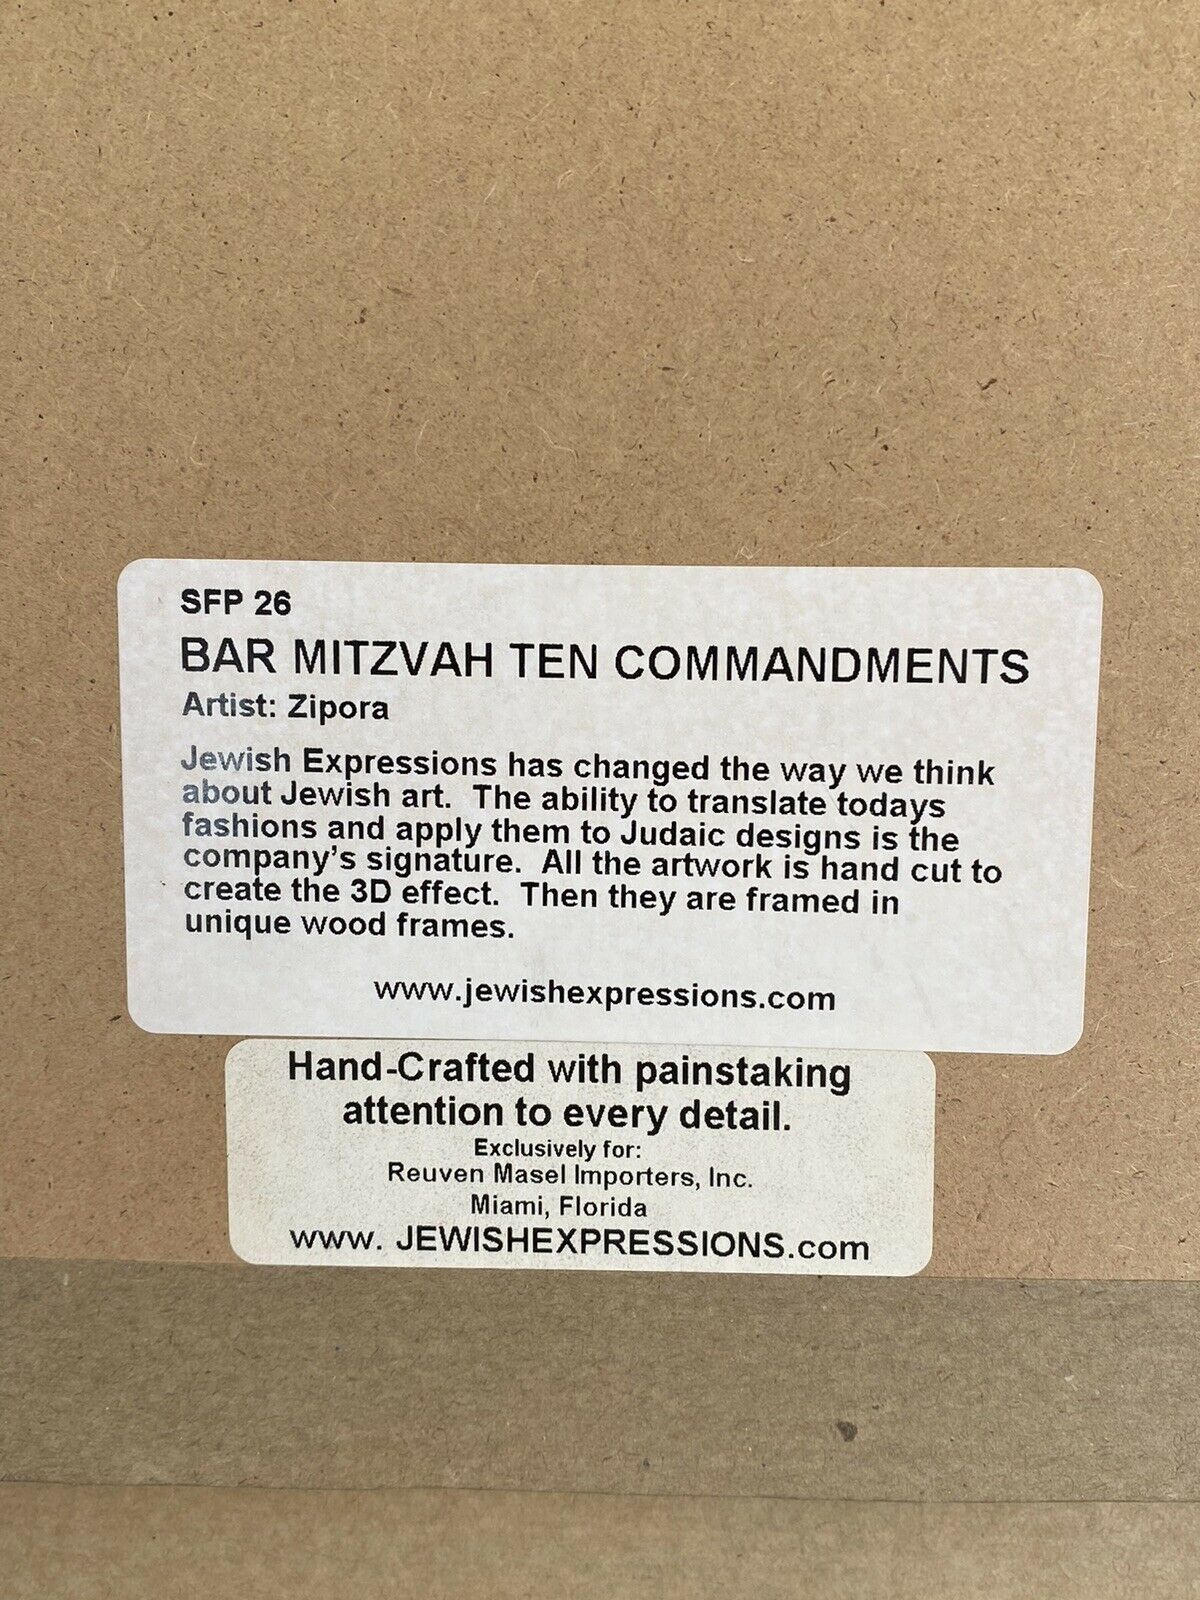 SFP 26
BAR MITZVAH TEN COMMANDMENTS
Artist: Zipora
Jewish Expressions has changed the way we think
about Jewish art. The ability to translate todays
fashions and apply them to Judaic designs is the
company's signature. All the artwork is hand cut to
create the 3D effect. Then they are framed in
unique wood frames.
www.jewishexpressions.com
Hand-Crafted with painstaking
attention to every detail.
Exclusively for:
Reuven Masel Importers, Inc.
Miami, Florida
www. JEWISHEXPRESSIONS.com